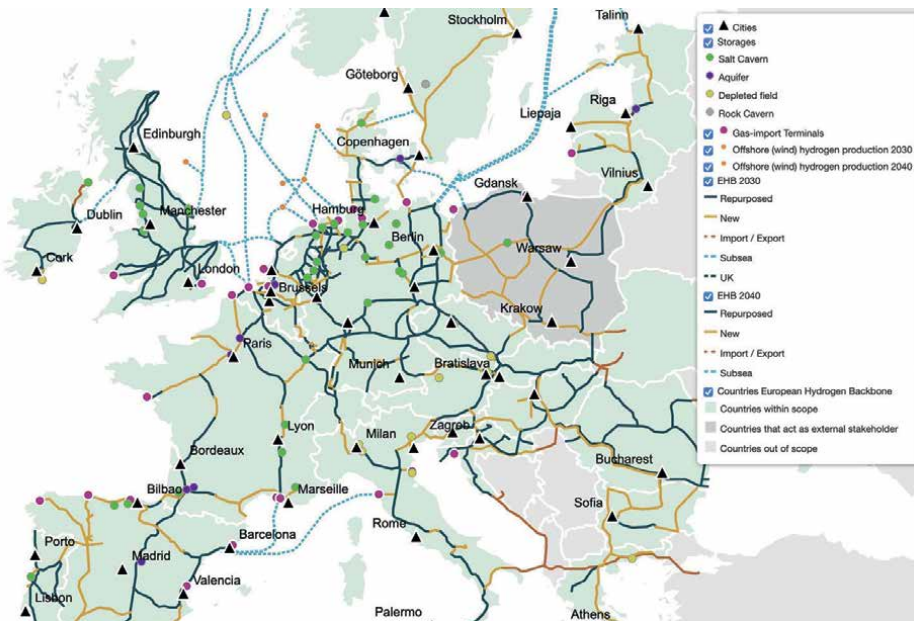 Stockholm
Talinn
Göteborg
Riga
Liepaja
Edinburgh
Copenhagen
Vilnius
Gdansk
Dublin
Manchester
Hamburg
Berlin
Warsaw
Cork
London
Brussels
Krakow
Paris
Munich
Bratislava
Lyon
Milan
Zagreb
Bordeaux
Bucharest
Bilbao
Marseille
Sofia
Rome
Porto
Barcelona
Madrid
Valencia
Lisbon
Palermo
Athens
Cities
Storages
Salt Cavern
Aquifer
Depleted field
Rock Cavern
Gas-import Terminals
Offshore (wind) hydrogen production 2030
Offshore (wind) hydrogen production 2040
EHB 2030
Repurposed
New
Import / Export
Subsea
UK
EHB 2040
Repurposed
New
Import / Export
Subsea
Countries European Hydrogen Backbone
Countries within scope
Countries that act as external stakeholder
Countries out of scope